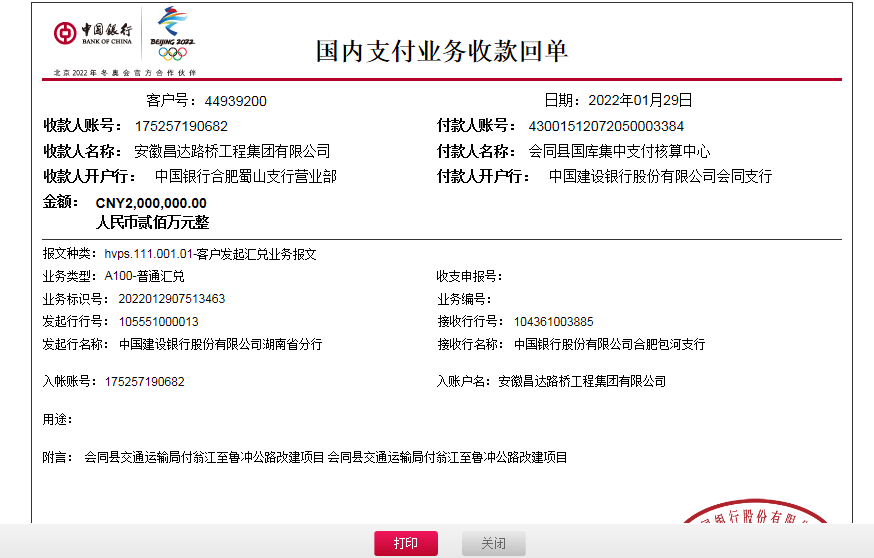 中国银行
BANK OF CHINA
BEIJING 2022
北京2022年冬奥会官方合作伙伴
国内支付业务收款回单
客户号：44939200 日期：2022年01月29日
收款人账号：175257190682 付款人账号：43001512072050003384
收款人名称：安徽昌达路桥工程集团有限公司 付款人名称：会同县国库集中支付核算中心
收款人开户行：中国银行合肥蜀山支行营业部 付款人开户行：中国建设银行股份有限公司会同支行
金额：CNY2,000,000.00
人民币贰佰万元整
报文种类：hvps.111.001.01-客户发起汇兑业务报文
业务类型：A100-普通汇兑 收支申报号：
业务标识号：2022012907513463 业务编号：
发起行行号：105551000013 接收行行号：104361003885
发起行名称：中国建设银行股份有限公司湖南省分行 接收行名称：中国银行股份有限公司合肥包河支行
入帐账号：175257190682 入账户名：安徽昌达路桥工程集团有限公司
用途：
附言：会同县交通运输局付翁江至鲁冲公路改建项目 会同县交通运输局付翁江至鲁冲公路改建项目
银行股份有限
打印 关闭